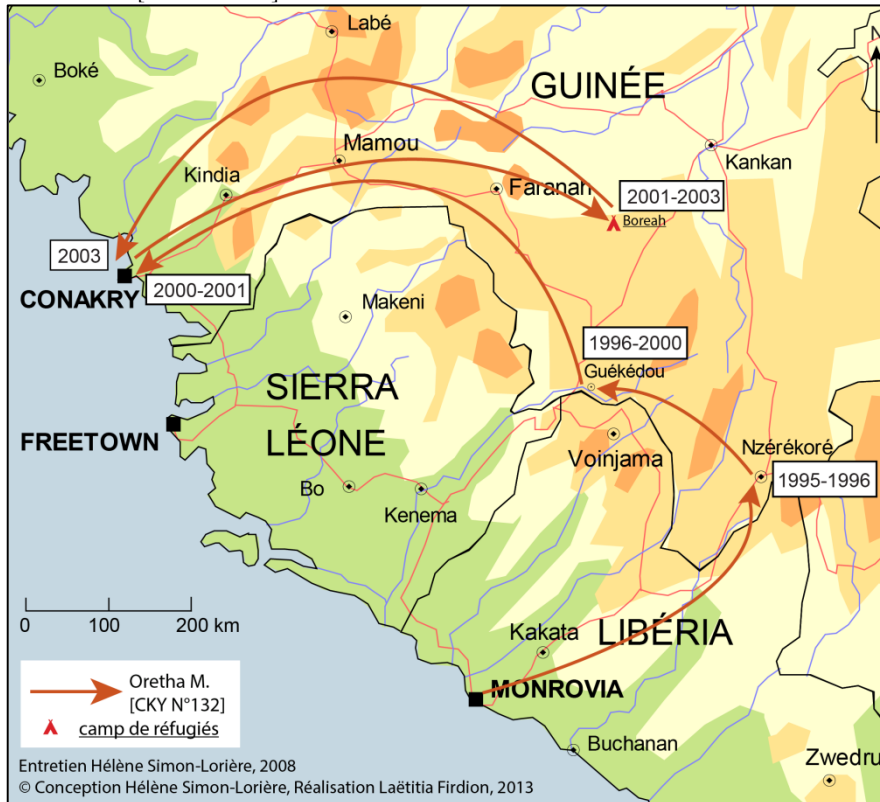 Labé
Boké
GUINÉE
N
Mamou
Kankan
Kindia
Faranah
2001-2003
Boreah
2003
CONAKRY
2000-2001
Makeni
1996-2000
Guékédou
SIERRA
LÉONE
FREETOWN
Voinjama
Nzérékoré
1995-1996
Bo
Kenema
0 100 200 km
Kakata
LIBÉRIA
Oretha M.
[CKY N°132]
camp de réfugiés
MONROVIA
Buchanan
Zwedru
Entretien Hélène Simon-Lorière, 2008
© Conception Hélène Simon-Lorière, Réalisation Laëtitia Firdion, 2013